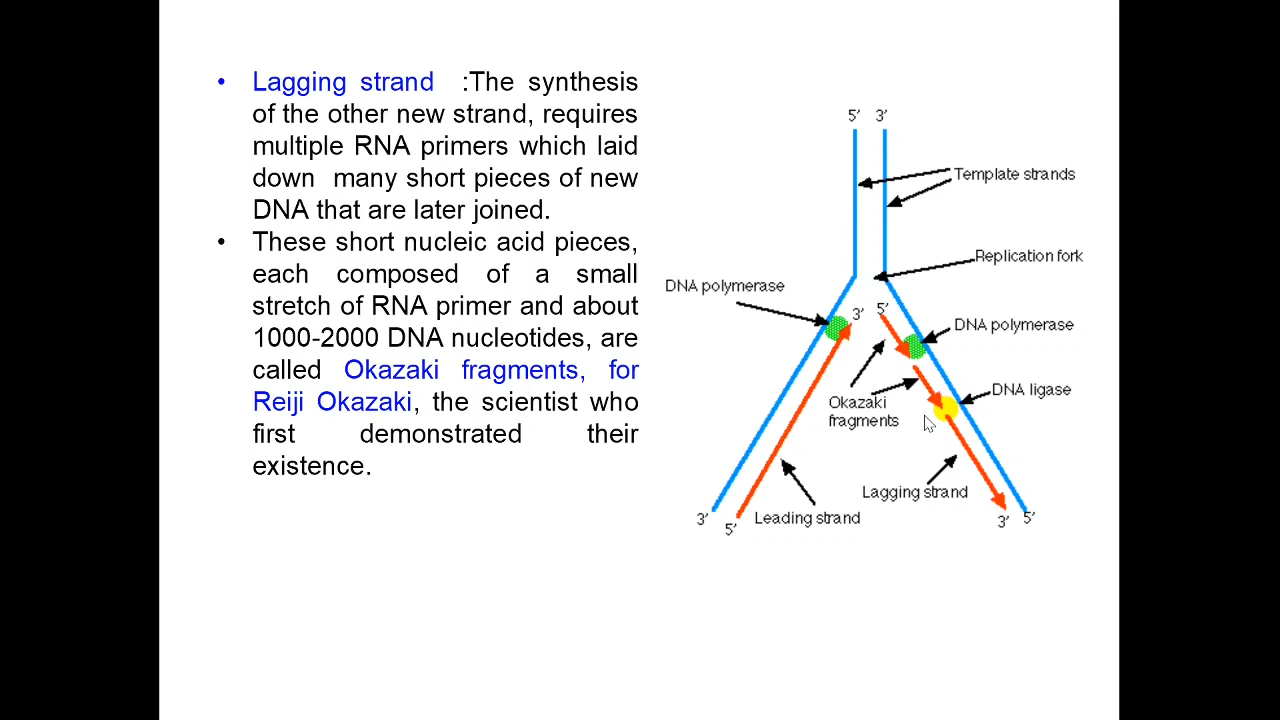 • Lagging strand :The synthesis
of the other new strand, requires
multiple RNA primers which laid
down many short pieces of new
DNA that are later joined.
• These short nucleic acid pieces,
each composed of a small
stretch of RNA primer and about
1000-2000 DNA nucleotides, are
called Okazaki fragments, for
Reiji Okazaki, the scientist who
first demonstrated their
existence.
5′ 3′
Template strands
Replication fork
DNA polymerase
3′ 5′
DNA polymerase
DNA ligase
Okazaki
fragments
Lagging strand
Leading strand
3′ 5′
3′ 5′